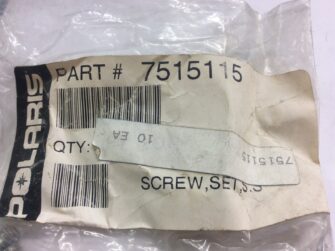 POLARIS
PART # 7515115
QTY:
7515115
10 EA
SCREW,SET,S.S